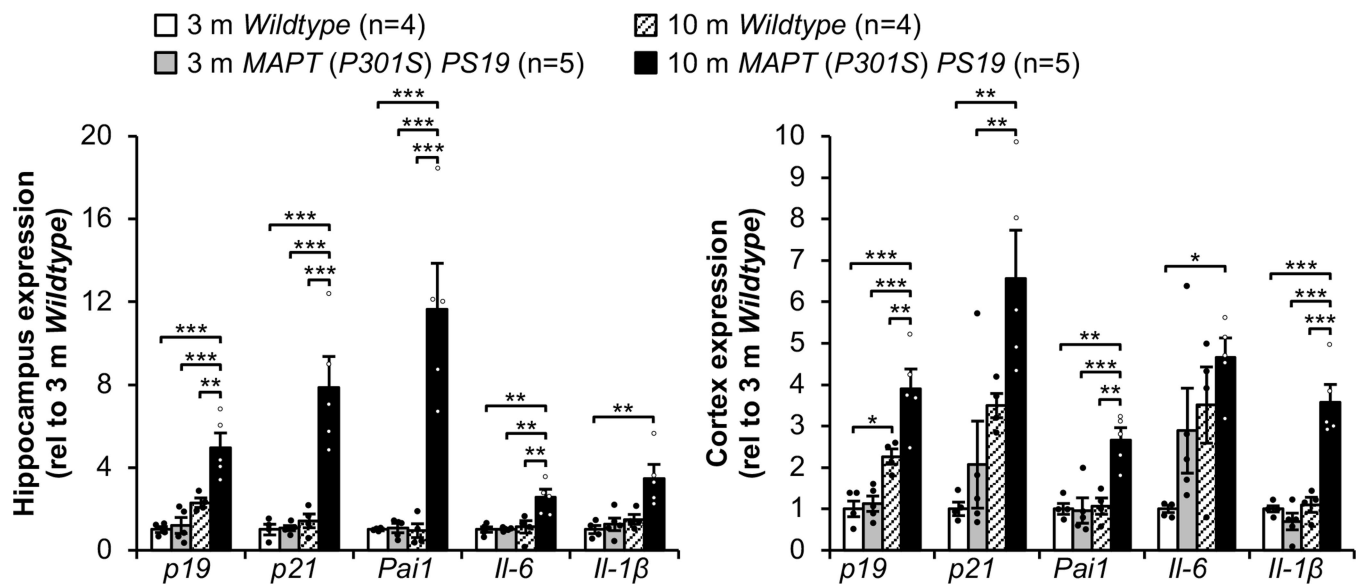 3 m Wildtype (n=4)
10 m Wildtype (n=4)
3 m MAPT (P301S) PS19 (n=5)
10 m MAPT (P301S) PS19 (n=5)
Hippocampus expression
(rel to 3 m Wildtype)
20
16
12
8
4
0
***
***
**
***
***
***
***
***
***
**
**
**
**
p19
p21
Pai1
Il-6
Il-1β
Cortex expression
(rel to 3 m Wildtype)
10
9
8
7
6
5
4
3
2
1
0
***
***
**
*
**
**
**
***
**
*
***
***
***
p19
p21
Pai1
Il-6
Il-1β